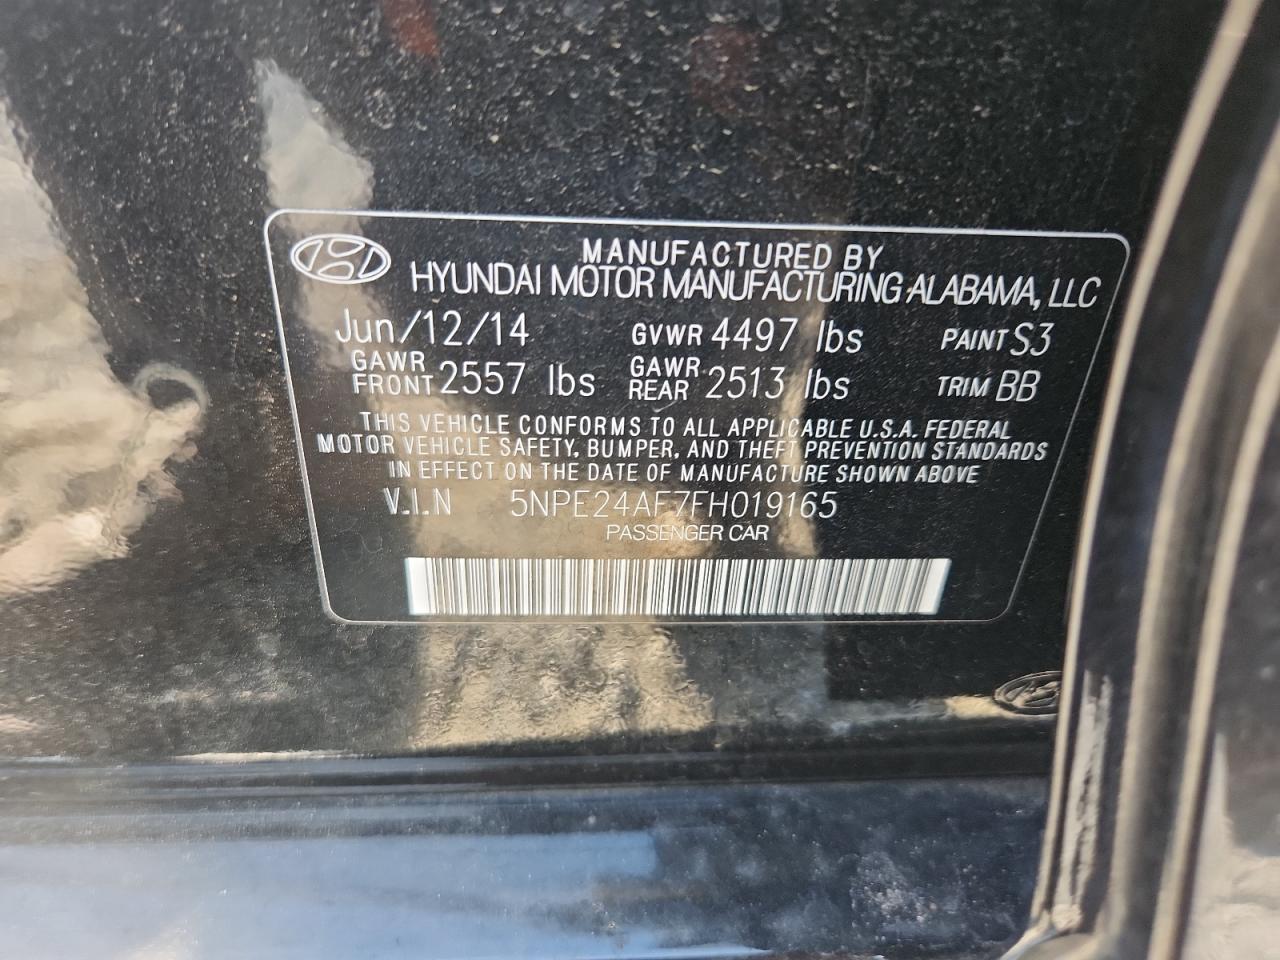 MANUFACTURED BY
HYUNDAI MOTOR MANUFACTURING ALABAMA, LLC
Jun/12/14 GVWR 4497 lbs PAINT S3
GAWR FRONT 2557 lbs GAWR REAR 2513 lbs TRIM BB
THIS VEHICLE CONFORMS TO ALL APPLICABLE U.S.A. FEDERAL
MOTOR VEHICLE SAFETY, BUMPER, AND THEFT PREVENTION STANDARDS
IN EFFECT ON THE DATE OF MANUFACTURE SHOWN ABOVE
V.I.N 5NPE24AF7FH019165
PASSENGER CAR